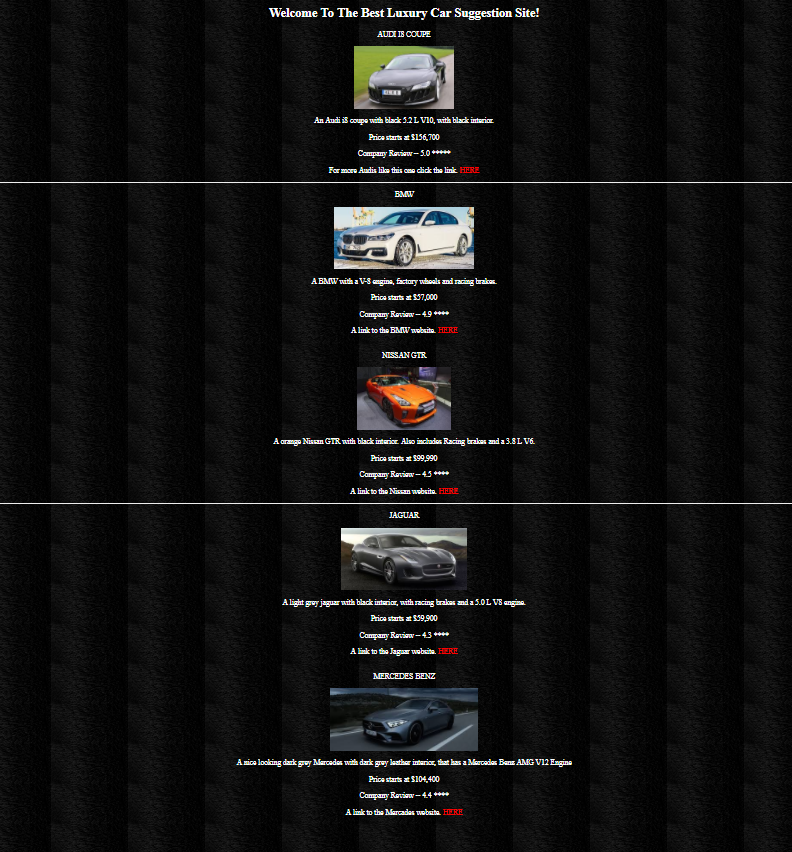 Welcome To The Best Luxury Car Suggestion Site!
AUDI I8 COUPE
An Audi i8 coupe with black 5.2 L V10, with black interior.
Price starts at $156,700
Company Review -- 5.0 *****
For more Audis like this one click the link. HERE
BMW
A BMW with a V-8 engine, factory wheels and racing brakes.
Price starts at $57,000
Company Review -- 4.9 ****
A link to the BMW website. HERE
NISSAN GTR
A orange Nissan GTR with black interior. Also includes Racing brakes and a 3.8 L V6.
Price starts at $99,990
Company Review -- 4.5 ****
A link to the Nissan website. HERE
JAGUAR
A light grey jaguar with black interior, with racing brakes and a 5.0 L V8 engine.
Price starts at $59,900
Company Review -- 4.3 ****
A link to the Jaguar website. HERE
MERCEDES BENZ
A nice looking dark grey Mercedes with dark grey leather interior, that has a Mercedes Benz AMG V12 Engine
Price starts at $104,400
Company Review -- 4.4 ****
A link to the Mercades website. HERE